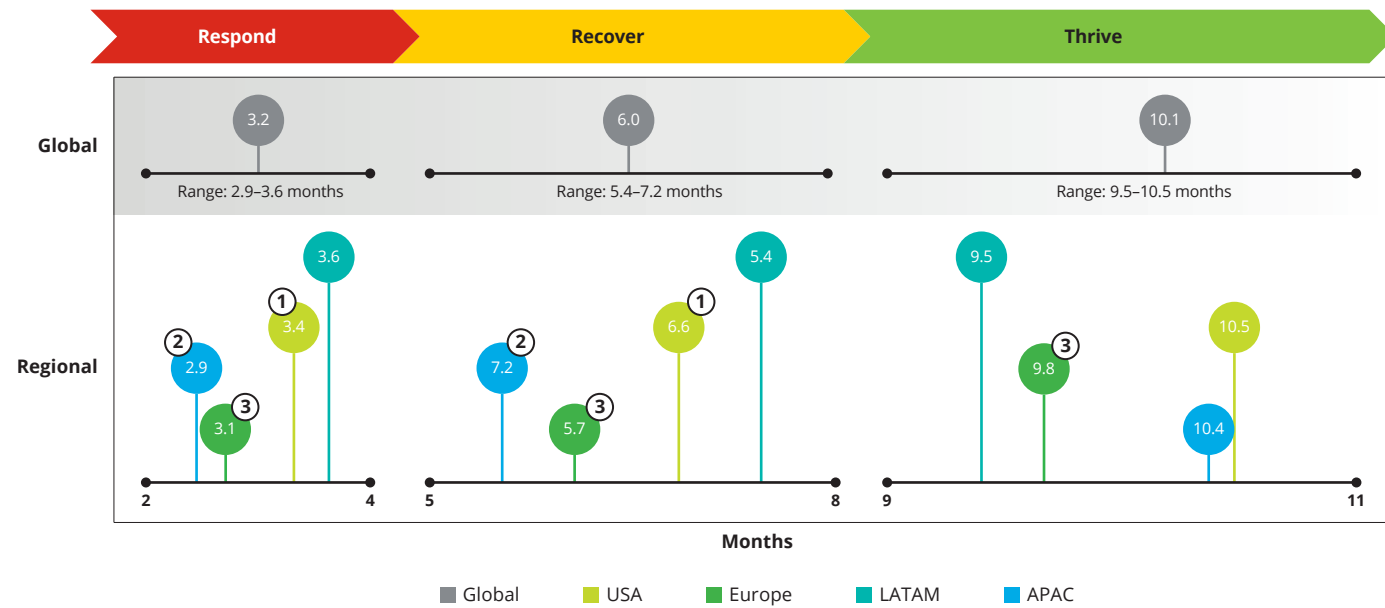 Respond
Recover
Thrive
Global
3.2
6.0
10.1
Range: 2.9–3.6 months
Range: 5.4–7.2 months
Range: 9.5–10.5 months
Regional
3.6
5.4
9.5
1
3.4
1
6.6
10.5
2
2.9
2
7.2
3
9.8
3
3.1
3
5.7
10.4
2
4
5
8
9
11
Months
Global
USA
Europe
LATAM
APAC